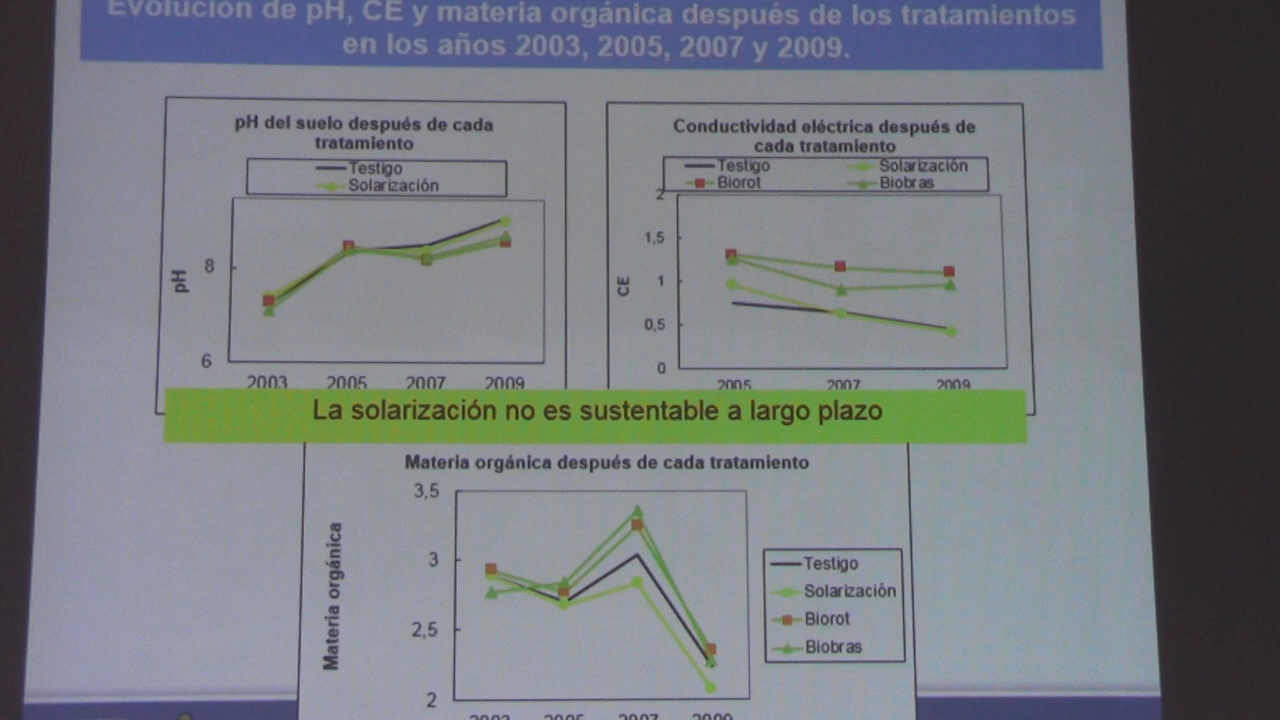 Evolución de pH, CE y materia orgánica después de los tratamientos
en los años 2003, 2005, 2007 y 2009.
pH del suelo después de cada
tratamiento
Testigo
Solarización
pH
8
6
2003 2005 2007 2009
Conductividad eléctrica después de
cada tratamiento
Testigo Solarización
Biorot Biobras
CE
2
1,5
1
0,5
0
2005 2007 2009
La solarización no es sustentable a largo plazo
Materia orgánica después de cada tratamiento
Materia orgánica
3,5
3
2,5
2
2003 2005 2007 2009
Testigo
Solarización
Biorot
Biobras